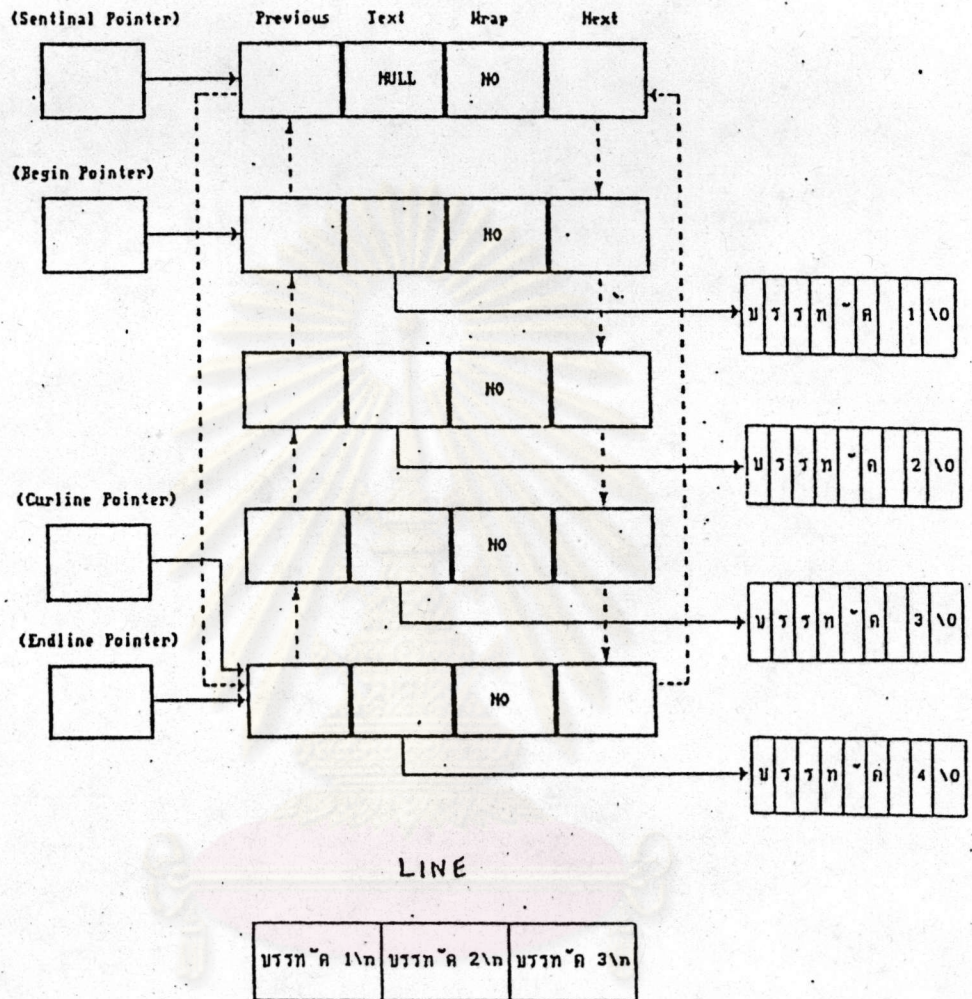 (Sentinal Pointer) Previous Text Wrap Next
NULL NO
(Begin Pointer)
NO
บ ร ร ท ั ด 1 \0
NO
บ ร ร ท ั ด 2 \0
(Curline Pointer)
NO
บ ร ร ท ั ด 3 \0
(Endline Pointer)
NO
บ ร ร ท ั ด 4 \0
LINE
บรรทัด 1\n บรรทัด 2\n บรรทัด 3\n